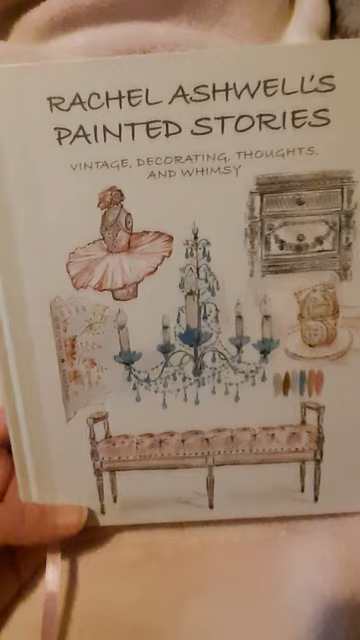 RACHEL ASHWELL'S
PAINTED STORIES
VINTAGE, DECORATING, THOUGHTS,
AND WHIMSY